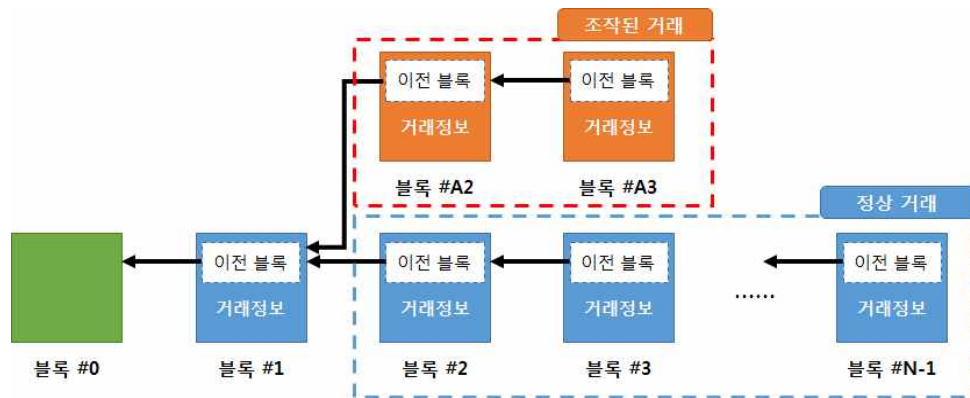 조작된 거래
이전 블록
이전 블록
거래정보
거래정보
블록 #A2
블록 #A3
정상 거래
이전 블록
이전 블록
이전 블록
이전 블록
거래정보
거래정보
거래정보
......
거래정보
블록 #0
블록 #1
블록 #2
블록 #3
블록 #N-1